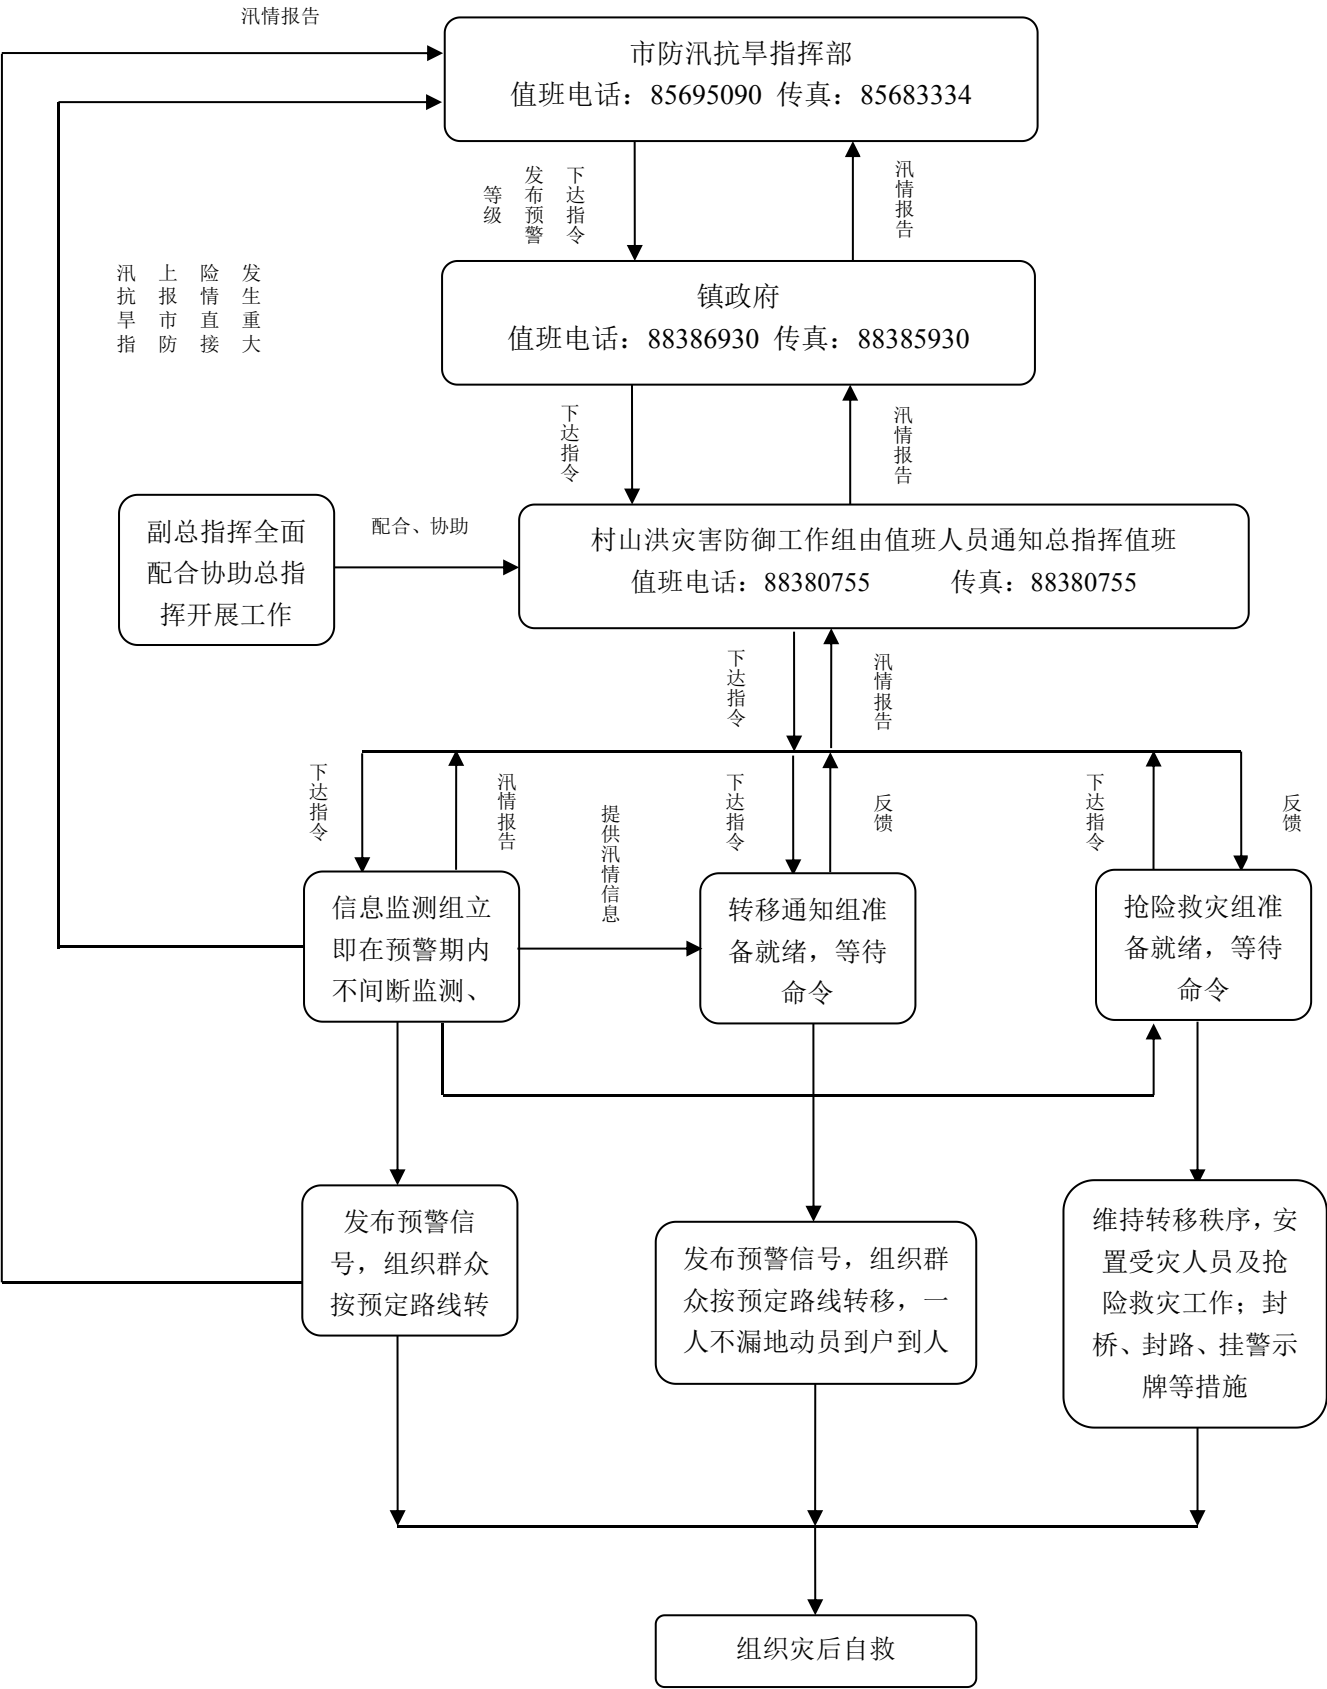 汛情报告
市防汛抗旱指挥部
值班电话：85695090 传真：85683334
下达指令
发布预警
等级
汛情报告
发生重大
险情直接
上报市防
汛抗旱指
镇政府
值班电话：88386930 传真：88385930
下达指令
汛情报告
副总指挥全面
配合协助总指
挥开展工作
配合、协助
村山洪灾害防御工作组由值班人员通知总指挥值班
值班电话：88380755 传真：88380755
下达指令
汛情报告
下达指令
汛情报告
提供汛情信息
下达指令
反馈
下达指令
反馈
信息监测组立
即在预警期内
不间断监测、
转移通知组准
备就绪，等待
命令
抢险救灾组准
备就绪，等待
命令
发布预警信
号，组织群众
按预定路线转
发布预警信号，组织群
众按预定路线转移，一
人不漏地动员到户到人
维持转移秩序，安
置受灾人员及抢
险救灾工作；封
桥、封路、挂警示
牌等措施
组织灾后自救